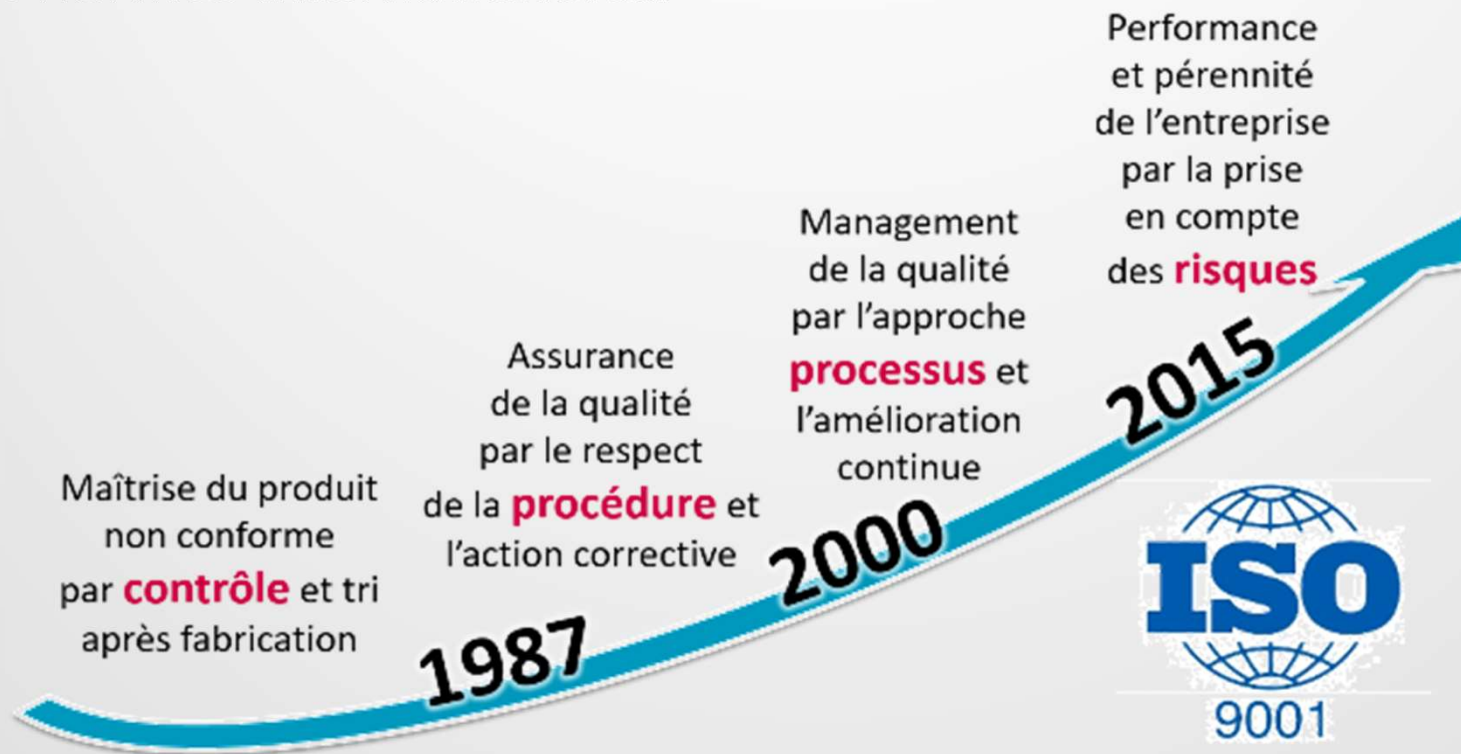 Maîtrise du produit
non conforme
par contrôle et tri
après fabrication
1987
Assurance
de la qualité
par le respect
de la procédure et
l'action corrective
2000
Management
de la qualité
par l'approche
processus et
l'amélioration
continue
2015
Performance
et pérennité
de l'entreprise
par la prise
en compte
des risques
ISO
9001